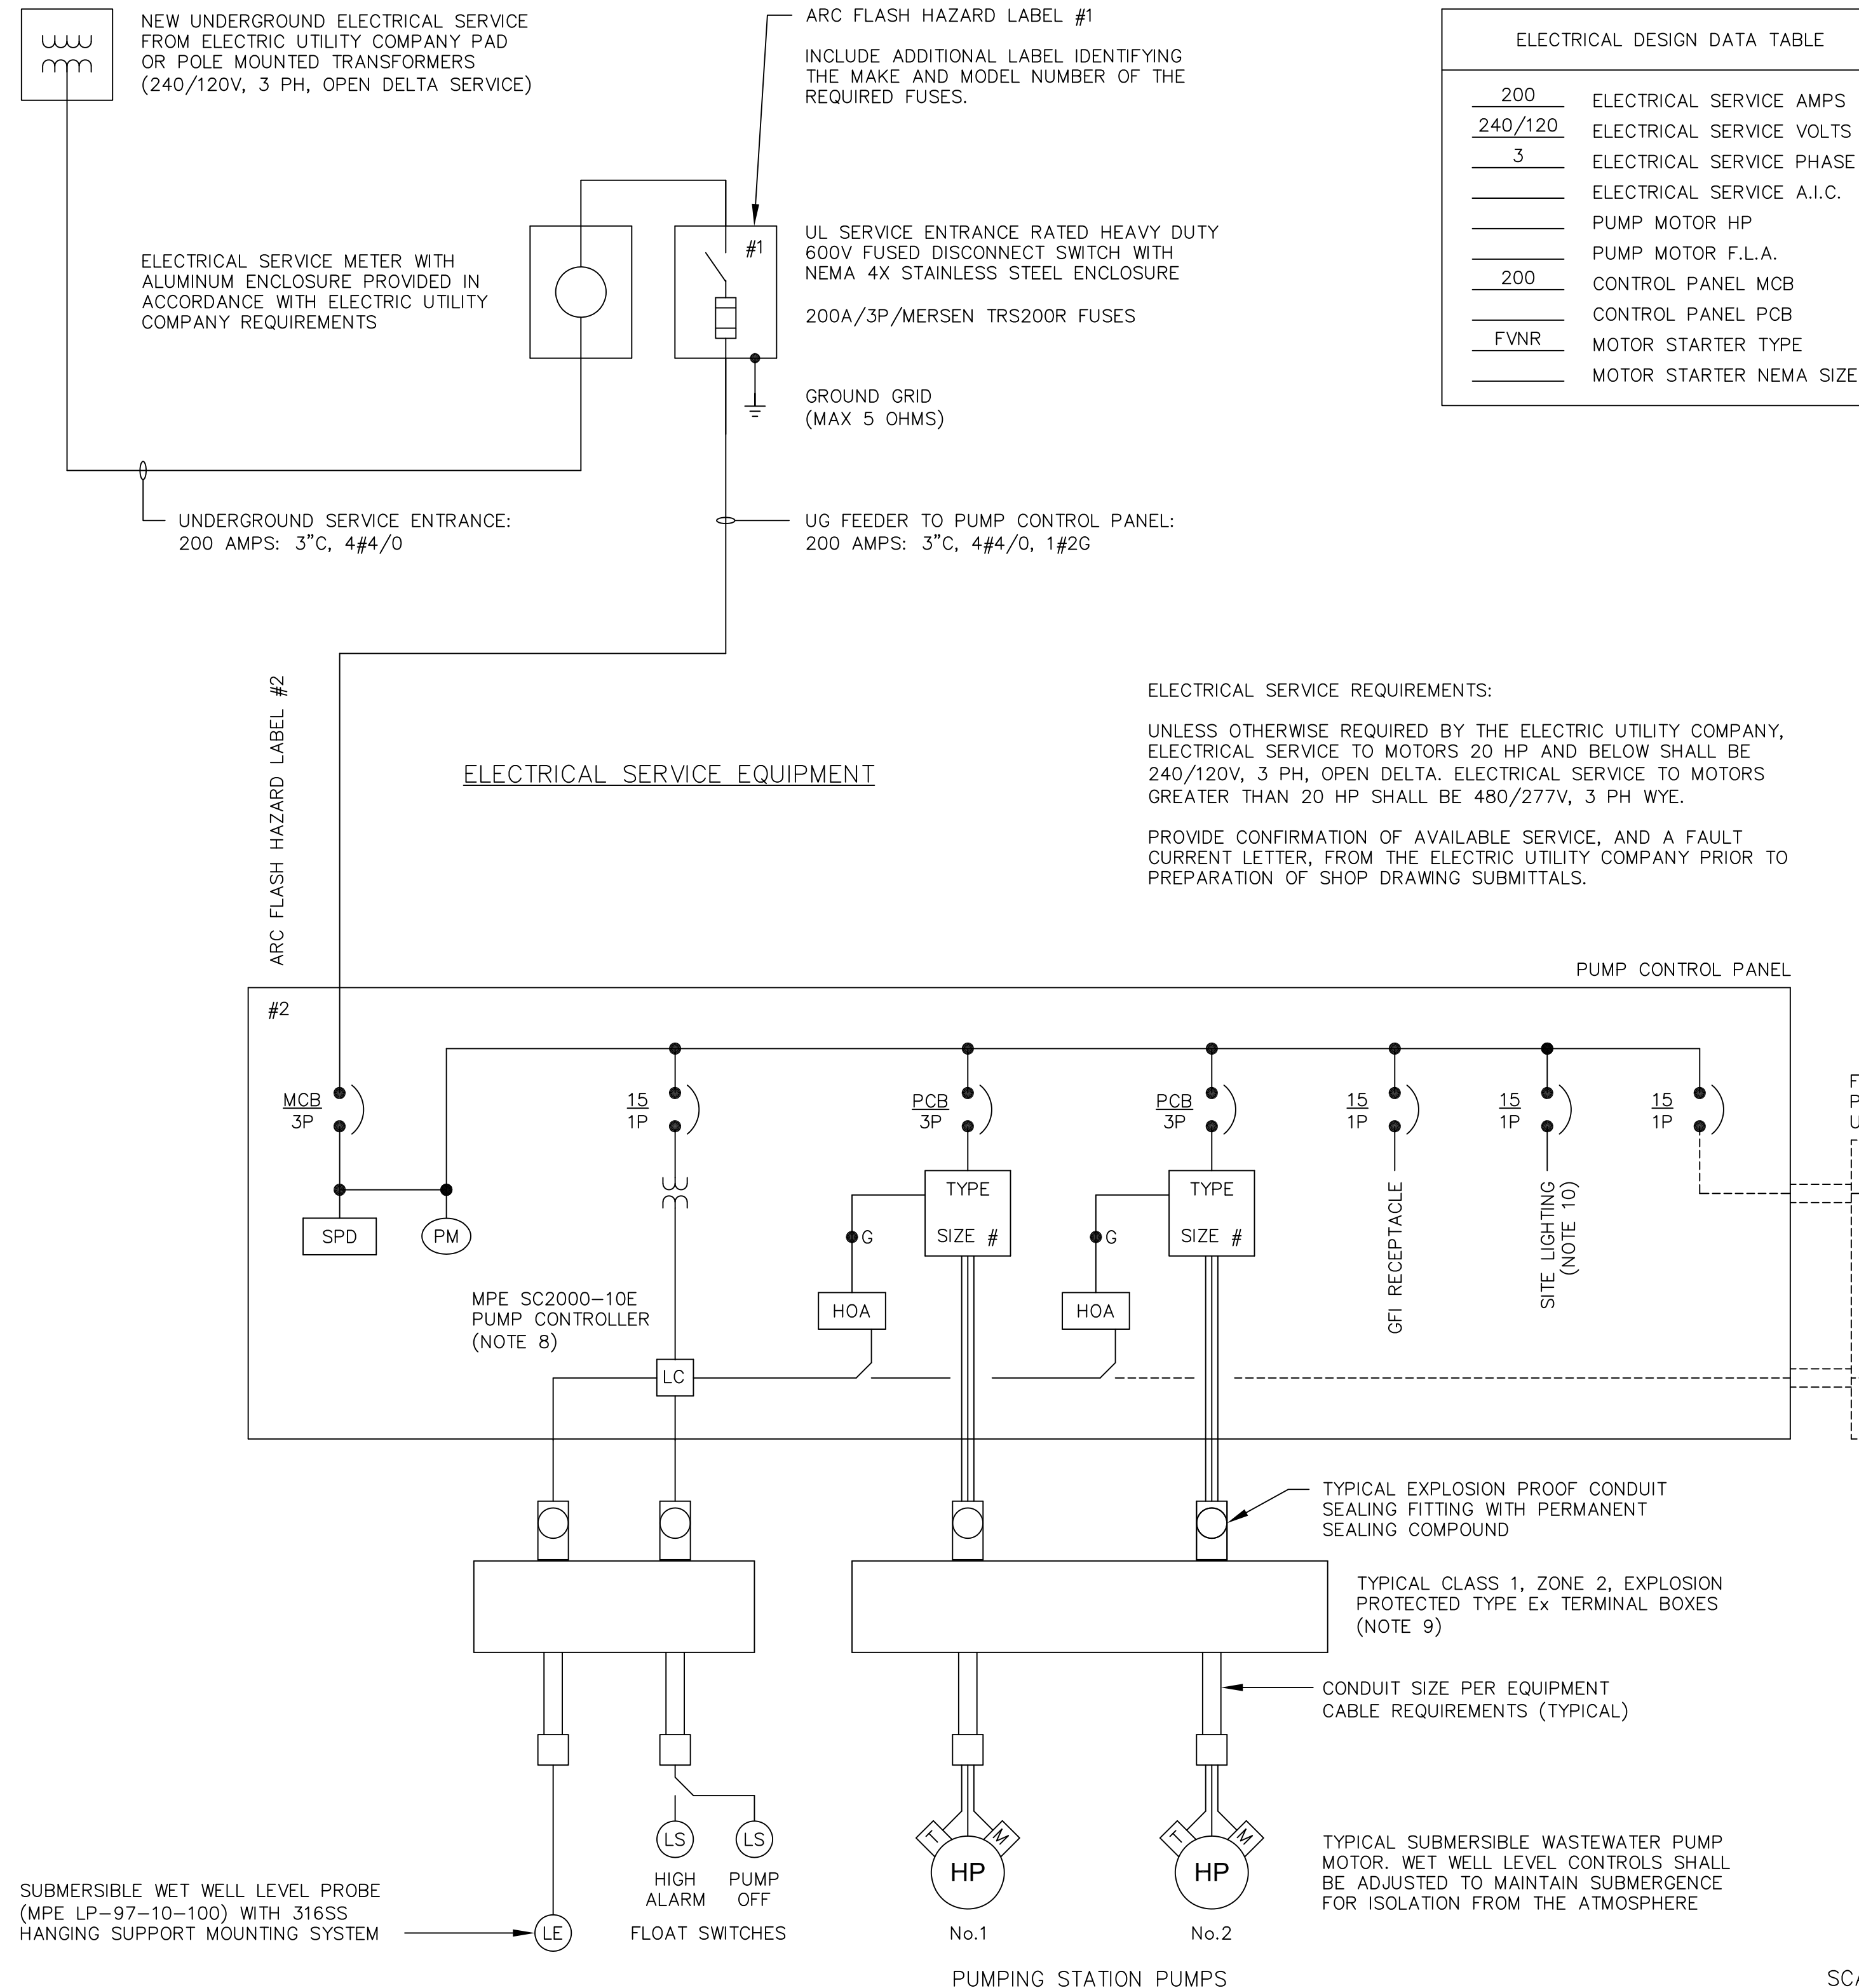 NEW UNDERGROUND ELECTRICAL SERVICE
FROM ELECTRIC UTILITY COMPANY PAD
OR POLE MOUNTED TRANSFORMERS
(240/120V, 3 PH, OPEN DELTA SERVICE)
ARC FLASH HAZARD LABEL #1
INCLUDE ADDITIONAL LABEL IDENTIFYING
THE MAKE AND MODEL NUMBER OF THE
REQUIRED FUSES.
ELECTRICAL DESIGN DATA TABLE
200 ELECTRICAL SERVICE AMPS
240/120 ELECTRICAL SERVICE VOLTS
3 ELECTRICAL SERVICE PHASE
ELECTRICAL SERVICE A.I.C.
PUMP MOTOR HP
PUMP MOTOR F.L.A.
200 CONTROL PANEL MCB
CONTROL PANEL PCB
FVNR MOTOR STARTER TYPE
MOTOR STARTER NEMA SIZE
ELECTRICAL SERVICE METER WITH
ALUMINUM ENCLOSURE PROVIDED IN
ACCORDANCE WITH ELECTRIC UTILITY
COMPANY REQUIREMENTS
#1
UL SERVICE ENTRANCE RATED HEAVY DUTY
600V FUSED DISCONNECT SWITCH WITH
NEMA 4X STAINLESS STEEL ENCLOSURE
200A/3P/MERSEN TRS200R FUSES
GROUND GRID
(MAX 5 OHMS)
UNDERGROUND SERVICE ENTRANCE:
200 AMPS: 3"C, 4#4/0
UG FEEDER TO PUMP CONTROL PANEL:
200 AMPS: 3"C, 4#4/0, 1#2G
ARC FLASH HAZARD LABEL #2
ELECTRICAL SERVICE EQUIPMENT
ELECTRICAL SERVICE REQUIREMENTS:
UNLESS OTHERWISE REQUIRED BY THE ELECTRIC UTILITY COMPANY,
ELECTRICAL SERVICE TO MOTORS 20 HP AND BELOW SHALL BE
240/120V, 3 PH, OPEN DELTA. ELECTRICAL SERVICE TO MOTORS
GREATER THAN 20 HP SHALL BE 480/277V, 3 PH WYE.
PROVIDE CONFIRMATION OF AVAILABLE SERVICE, AND A FAULT
CURRENT LETTER, FROM THE ELECTRIC UTILITY COMPANY PRIOR TO
PREPARATION OF SHOP DRAWING SUBMITTALS.
PUMP CONTROL PANEL
#2
MCB
3P
15
1P
PCB
3P
PCB
3P
15
1P
15
1P
15
1P
SPD
PM
TYPE
SIZE #
TYPE
SIZE #
G
G
HOA
HOA
GFI RECEPTACLE
SITE LIGHTING
(NOTE 10)
MPE SC2000-10E
PUMP CONTROLLER
(NOTE 8)
LC
TYPICAL EXPLOSION PROOF CONDUIT
SEALING FITTING WITH PERMANENT
SEALING COMPOUND
TYPICAL CLASS 1, ZONE 2, EXPLOSION
PROTECTED TYPE Ex TERMINAL BOXES
(NOTE 9)
CONDUIT SIZE PER EQUIPMENT
CABLE REQUIREMENTS (TYPICAL)
LS
LS
HIGH
ALARM
PUMP
OFF
FLOAT SWITCHES
T
M
HP
No.1
T
M
HP
No.2
TYPICAL SUBMERSIBLE WASTEWATER PUMP
MOTOR. WET WELL LEVEL CONTROLS SHALL
BE ADJUSTED TO MAINTAIN SUBMERGENCE
FOR ISOLATION FROM THE ATMOSPHERE
SUBMERSIBLE WET WELL LEVEL PROBE
(MPE LP-97-10-100) WITH 316SS
HANGING SUPPORT MOUNTING SYSTEM
LE
PUMPING STATION PUMPS